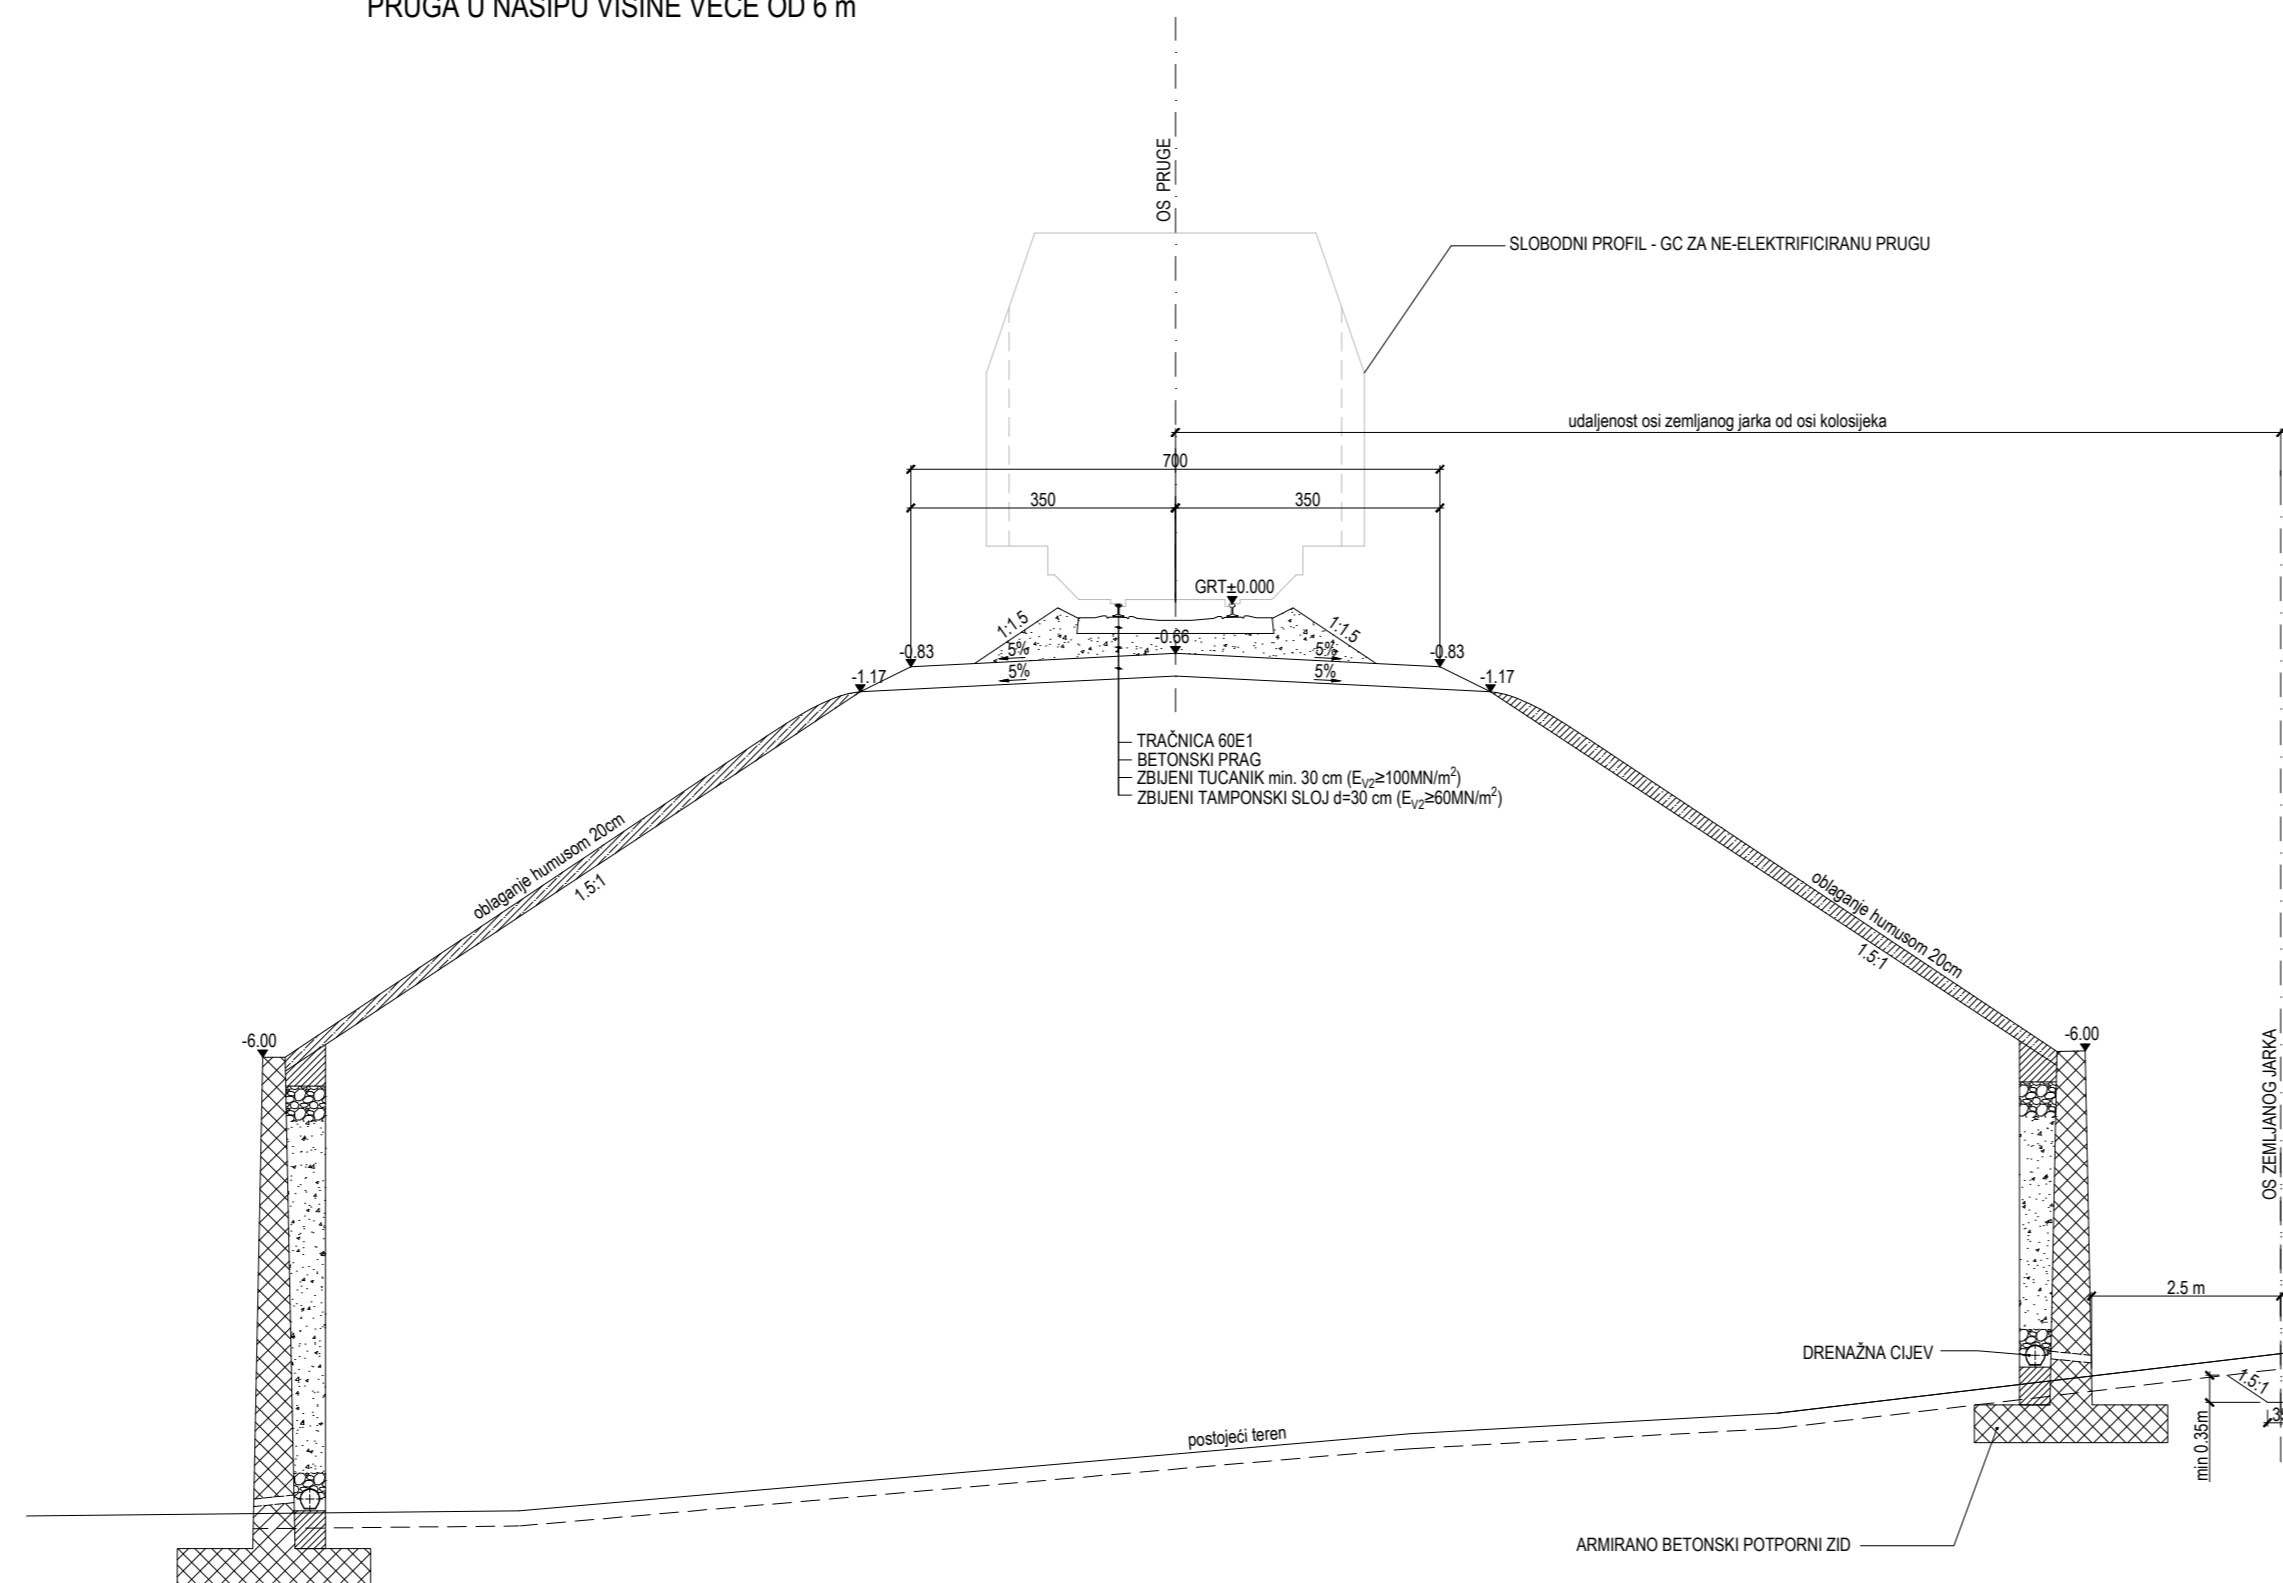 PRUGA U NASIPU VISINE VEĆE OD 6 m
OS PRUGE
SLOBODNI PROFIL - GC ZA NE-ELEKTRIFICIRANU PRUGU
udaljenost osi zemljanog jarka od osi kolosijeka
700
350
350
GRT±0.000
1:1.5
1:1.5
-0.66
-0.83
5%
5%
-0.83
-1.17
5%
5%
-1.17
TRAČNICA 60E1
BETONSKI PRAG
ZBIJENI TUCANIK min. 30 cm (EV2≥100MN/m²)
ZBIJENI TAMPONSKI SLOJ d=30 cm (EV2≥60MN/m²)
oblaganje humusom 20cm
1.5:1
oblaganje humusom 20cm
1.5:1
-6.00
-6.00
OS ZEMLJANOG JARKA
2.5 m
DRENAŽNA CIJEV
1.5:1
min 0.35m
postojeći teren
ARMIRANO BETONSKI POTPORNI ZID